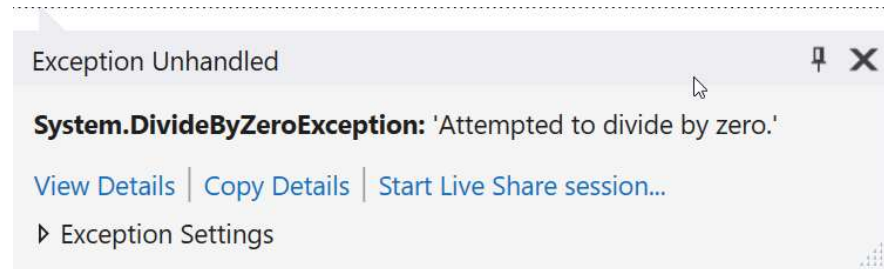 Exception Unhandled
System.DivideByZeroException: 'Attempted to divide by zero.'
View Details | Copy Details | Start Live Share session...
Exception Settings